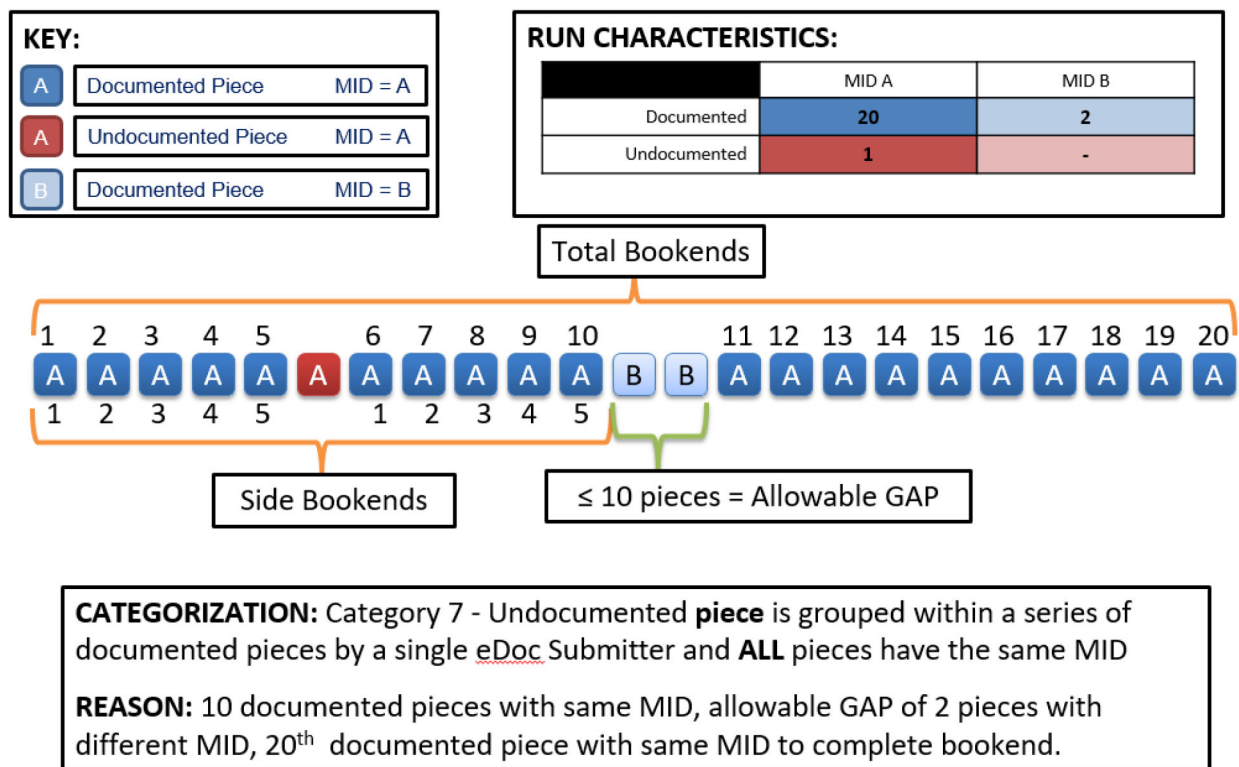 KEY:
A Documented Piece MID = A
A Undocumented Piece MID = A
B Documented Piece MID = B
RUN CHARACTERISTICS:
MID A MID B
Documented 20 2
Undocumented 1 -
Total Bookends
1 2 3 4 5 6 7 8 9 10 11 12 13 14 15 16 17 18 19 20
A A A A A A A A A A A B B A A A A A A A A A A
1 2 3 4 5 1 2 3 4 5
Side Bookends
≤ 10 pieces = Allowable GAP
CATEGORIZATION: Category 7 - Undocumented piece is grouped within a series of
documented pieces by a single eDoc Submitter and ALL pieces have the same MID
REASON: 10 documented pieces with same MID, allowable GAP of 2 pieces with
different MID, 20th documented piece with same MID to complete bookend.